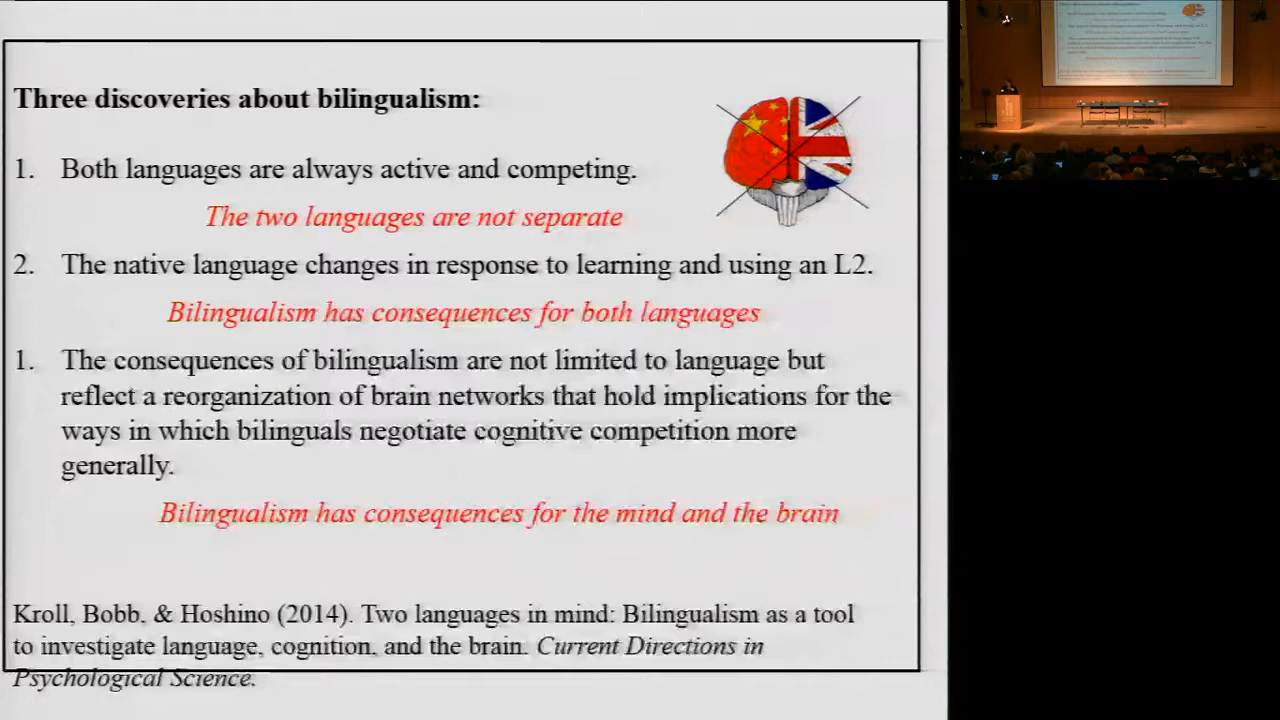 Three discoveries about bilingualism:
1. Both languages are always active and competing.
The two languages are not separate
2. The native language changes in response to learning and using an L2.
Bilingualism has consequences for both languages
1. The consequences of bilingualism are not limited to language but
reflect a reorganization of brain networks that hold implications for the
ways in which bilinguals negotiate cognitive competition more
generally.
Bilingualism has consequences for the mind and the brain
Kroll, Bobb, & Hoshino (2014). Two languages in mind: Bilingualism as a tool
to investigate language, cognition, and the brain. Current Directions in
Psychological Science.